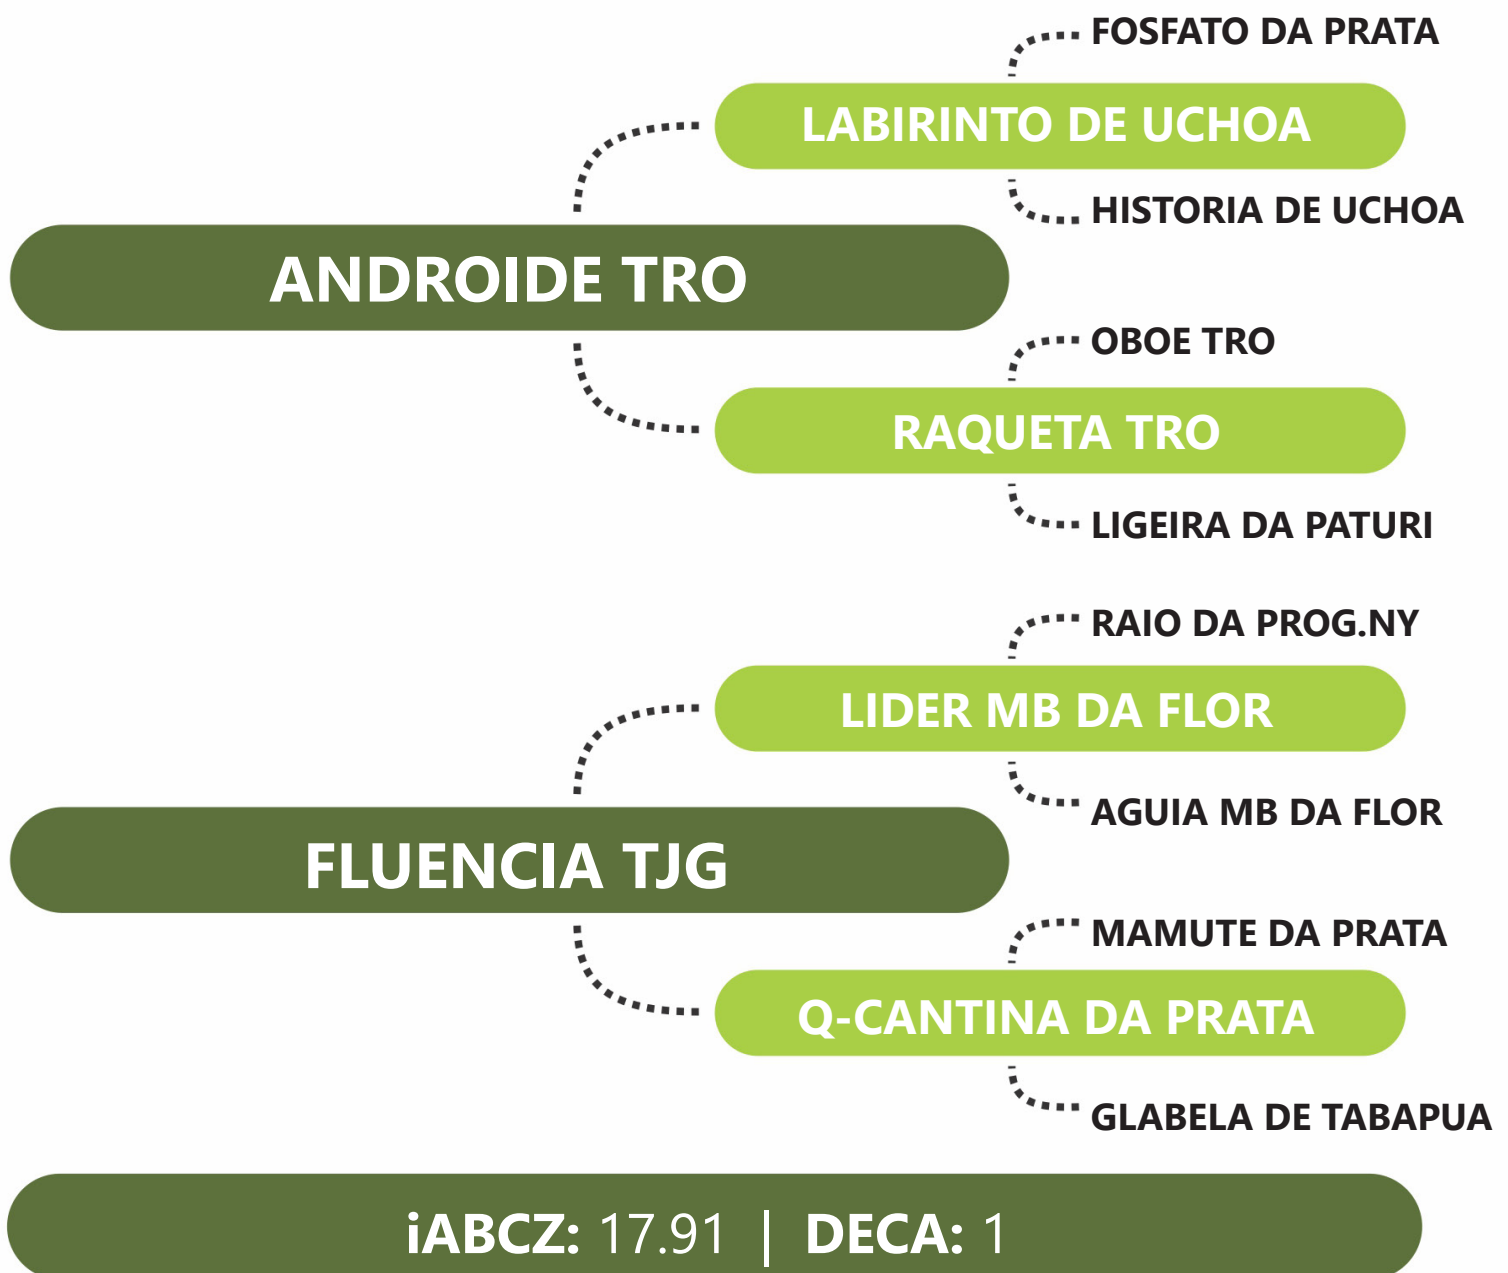 FOSFATO DA PRATA
LABIRINTO DE UCHOA
HISTORIA DE UCHOA
ANDROIDE TRO
OBOE TRO
RAQUETA TRO
LIGEIRA DA PATURI
RAIO DA PROG.NY
LIDER MB DA FLOR
AGUIA MB DA FLOR
FLUENCIA TJG
MAMUTE DA PRATA
Q-CANTINA DA PRATA
GLABELA DE TABAPUA
iABCZ: 17.91 | DECA: 1